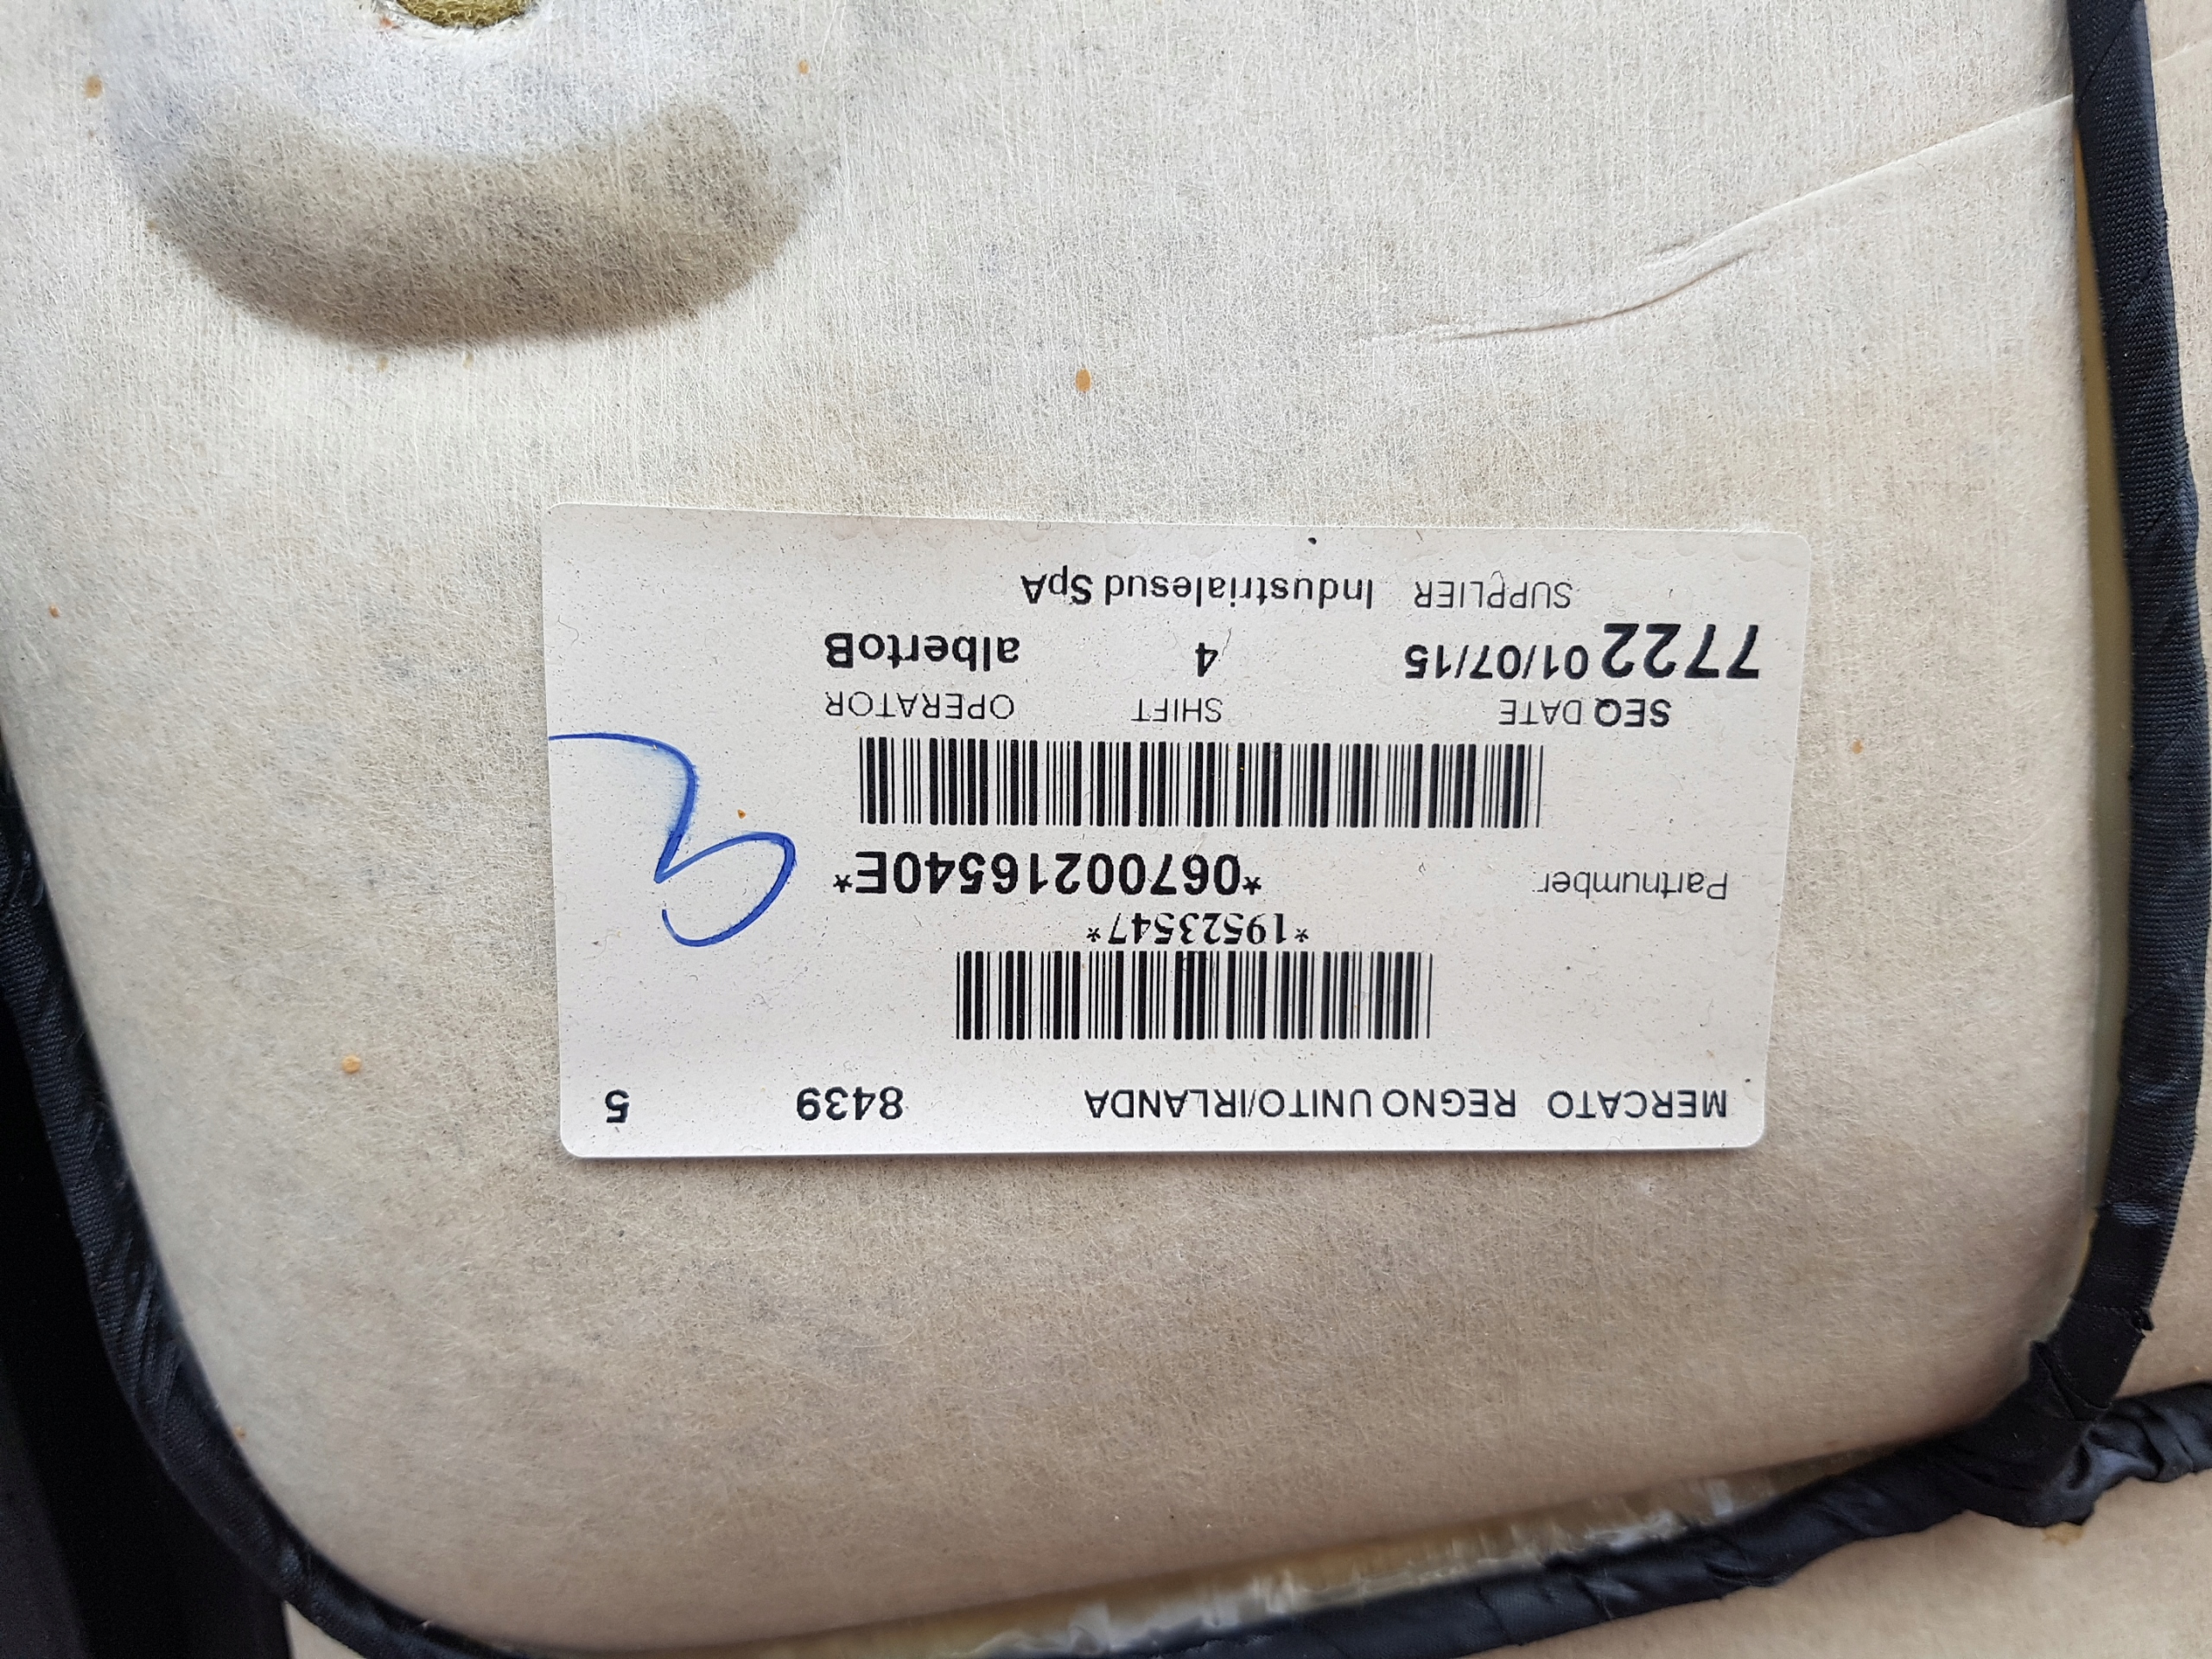 MERCATO REGNO UNITO/IRLANDA 8439 5
*19523547*
Partnumber *067002165540E*
SEQ DATE SHIFT OPERATOR
7722 01/07/15 4 albertoB
SUPPLIER Industrialesud SpA